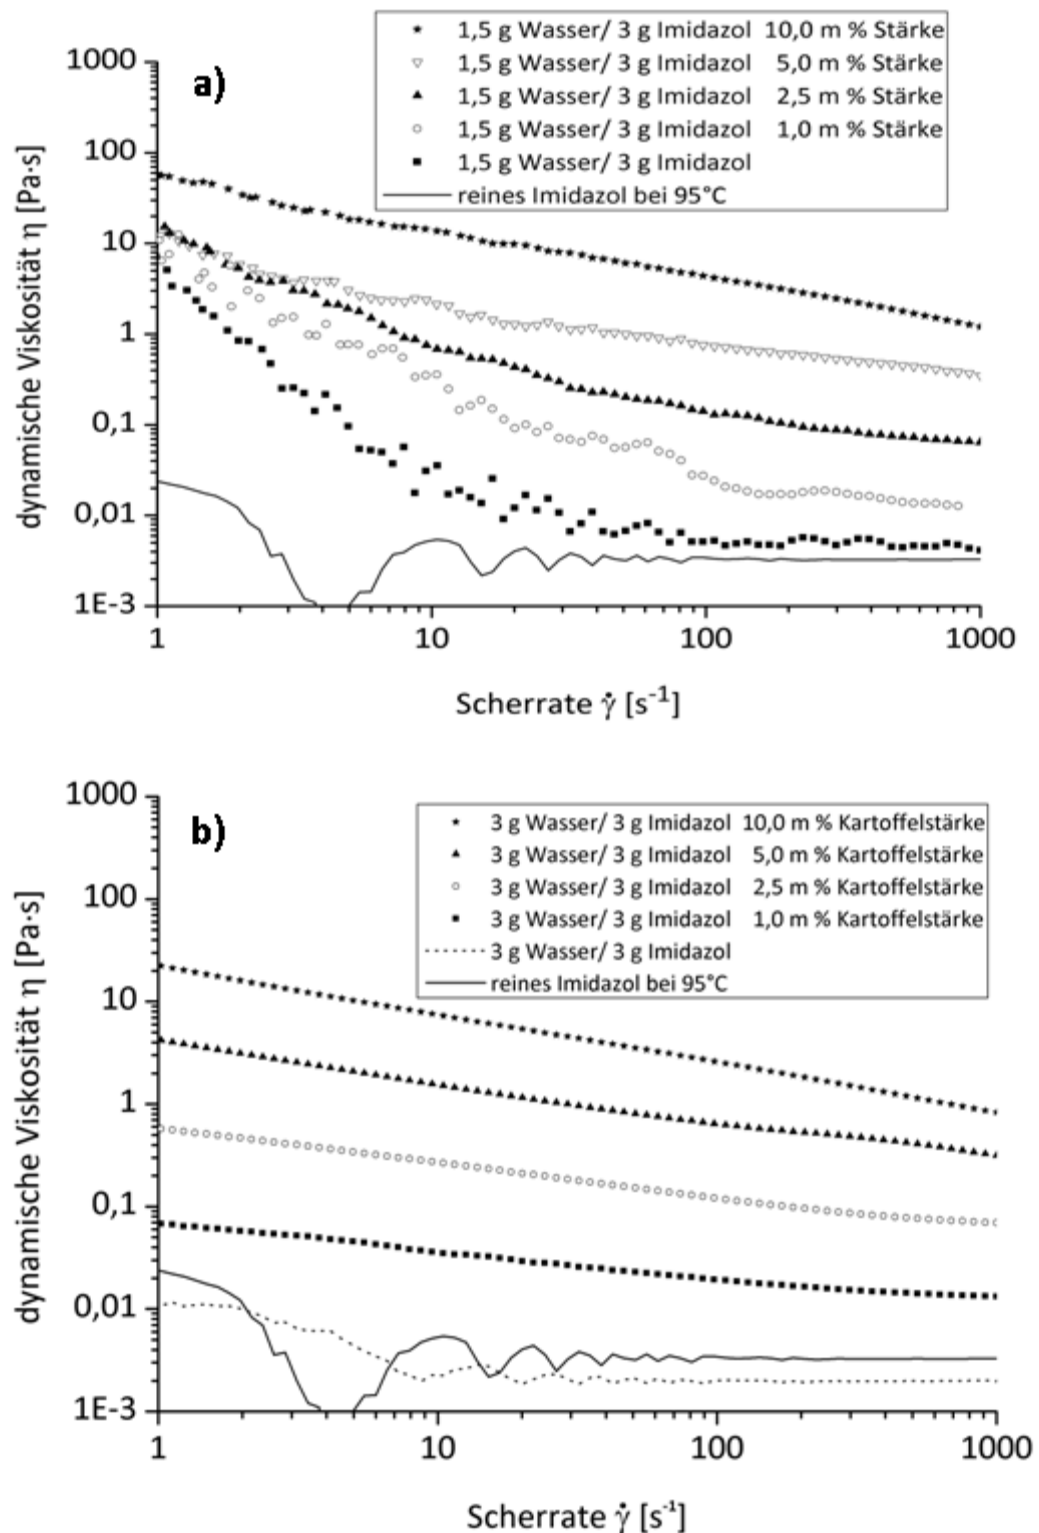 a)
1,5 g Wasser/ 3 g Imidazol 10,0 m % Stärke
1,5 g Wasser/ 3 g Imidazol 5,0 m % Stärke
1,5 g Wasser/ 3 g Imidazol 2,5 m % Stärke
1,5 g Wasser/ 3 g Imidazol 1,0 m % Stärke
1,5 g Wasser/ 3 g Imidazol
reines Imidazol bei 95°C
dynamische Viskosität η [Pa·s]
1000
100
10
1
0,1
0,01
1E-3
1 10 100 1000
Scherrate γ̇ [s⁻¹]
b)
3 g Wasser/ 3 g Imidazol 10,0 m % Kartoffelstärke
3 g Wasser/ 3 g Imidazol 5,0 m % Kartoffelstärke
3 g Wasser/ 3 g Imidazol 2,5 m % Kartoffelstärke
3 g Wasser/ 3 g Imidazol 1,0 m % Kartoffelstärke
3 g Wasser/ 3 g Imidazol
reines Imidazol bei 95°C
dynamische Viskosität η [Pa·s]
1000
100
10
1
0,1
0,01
1E-3
1 10 100 1000
Scherrate γ̇ [s⁻¹]